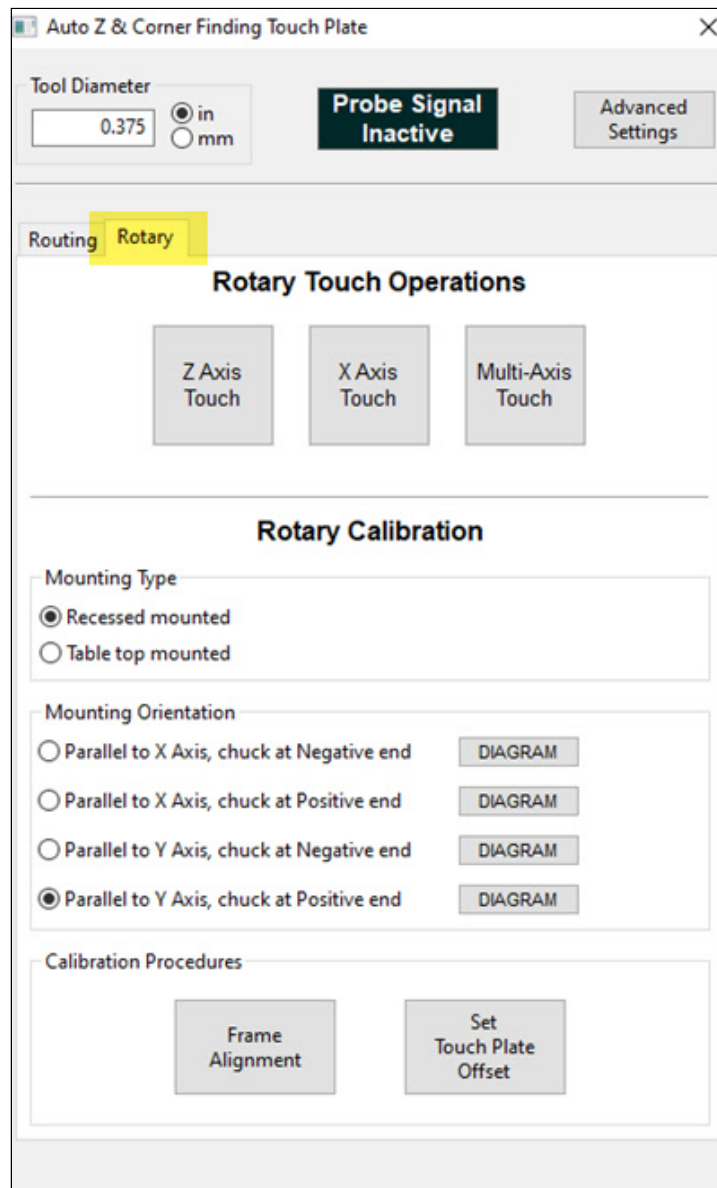 Auto Z & Corner Finding Touch Plate
Tool Diameter
0.375
in
mm
Probe Signal
Inactive
Advanced
Settings
Routing
Rotary
Rotary Touch Operations
Z Axis
Touch
X Axis
Touch
Multi-Axis
Touch
Rotary Calibration
Mounting Type
Recessed mounted
Table top mounted
Mounting Orientation
Parallel to X Axis, chuck at Negative end DIAGRAM
Parallel to X Axis, chuck at Positive end DIAGRAM
Parallel to Y Axis, chuck at Negative end DIAGRAM
Parallel to Y Axis, chuck at Positive end DIAGRAM
Calibration Procedures
Frame
Alignment
Set
Touch Plate
Offset